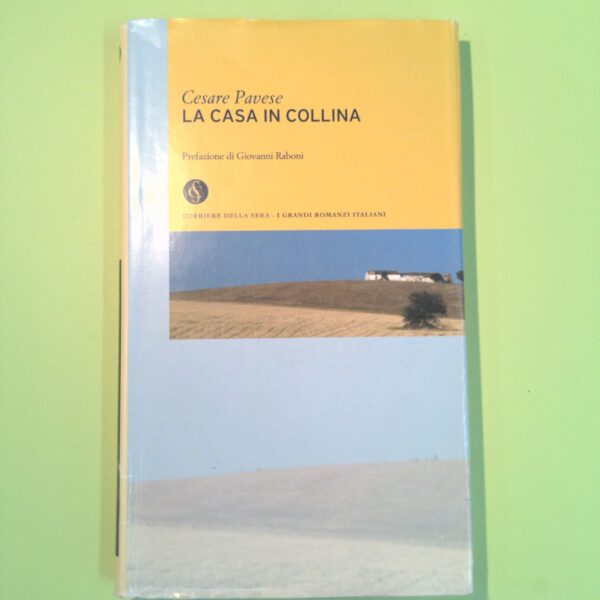 Cesare Pavese
LA CASA IN COLLINA
Prefazione di Giovanni Raboni
CORRIERE DELLA SERA - I GRANDI ROMANZI ITALIANI